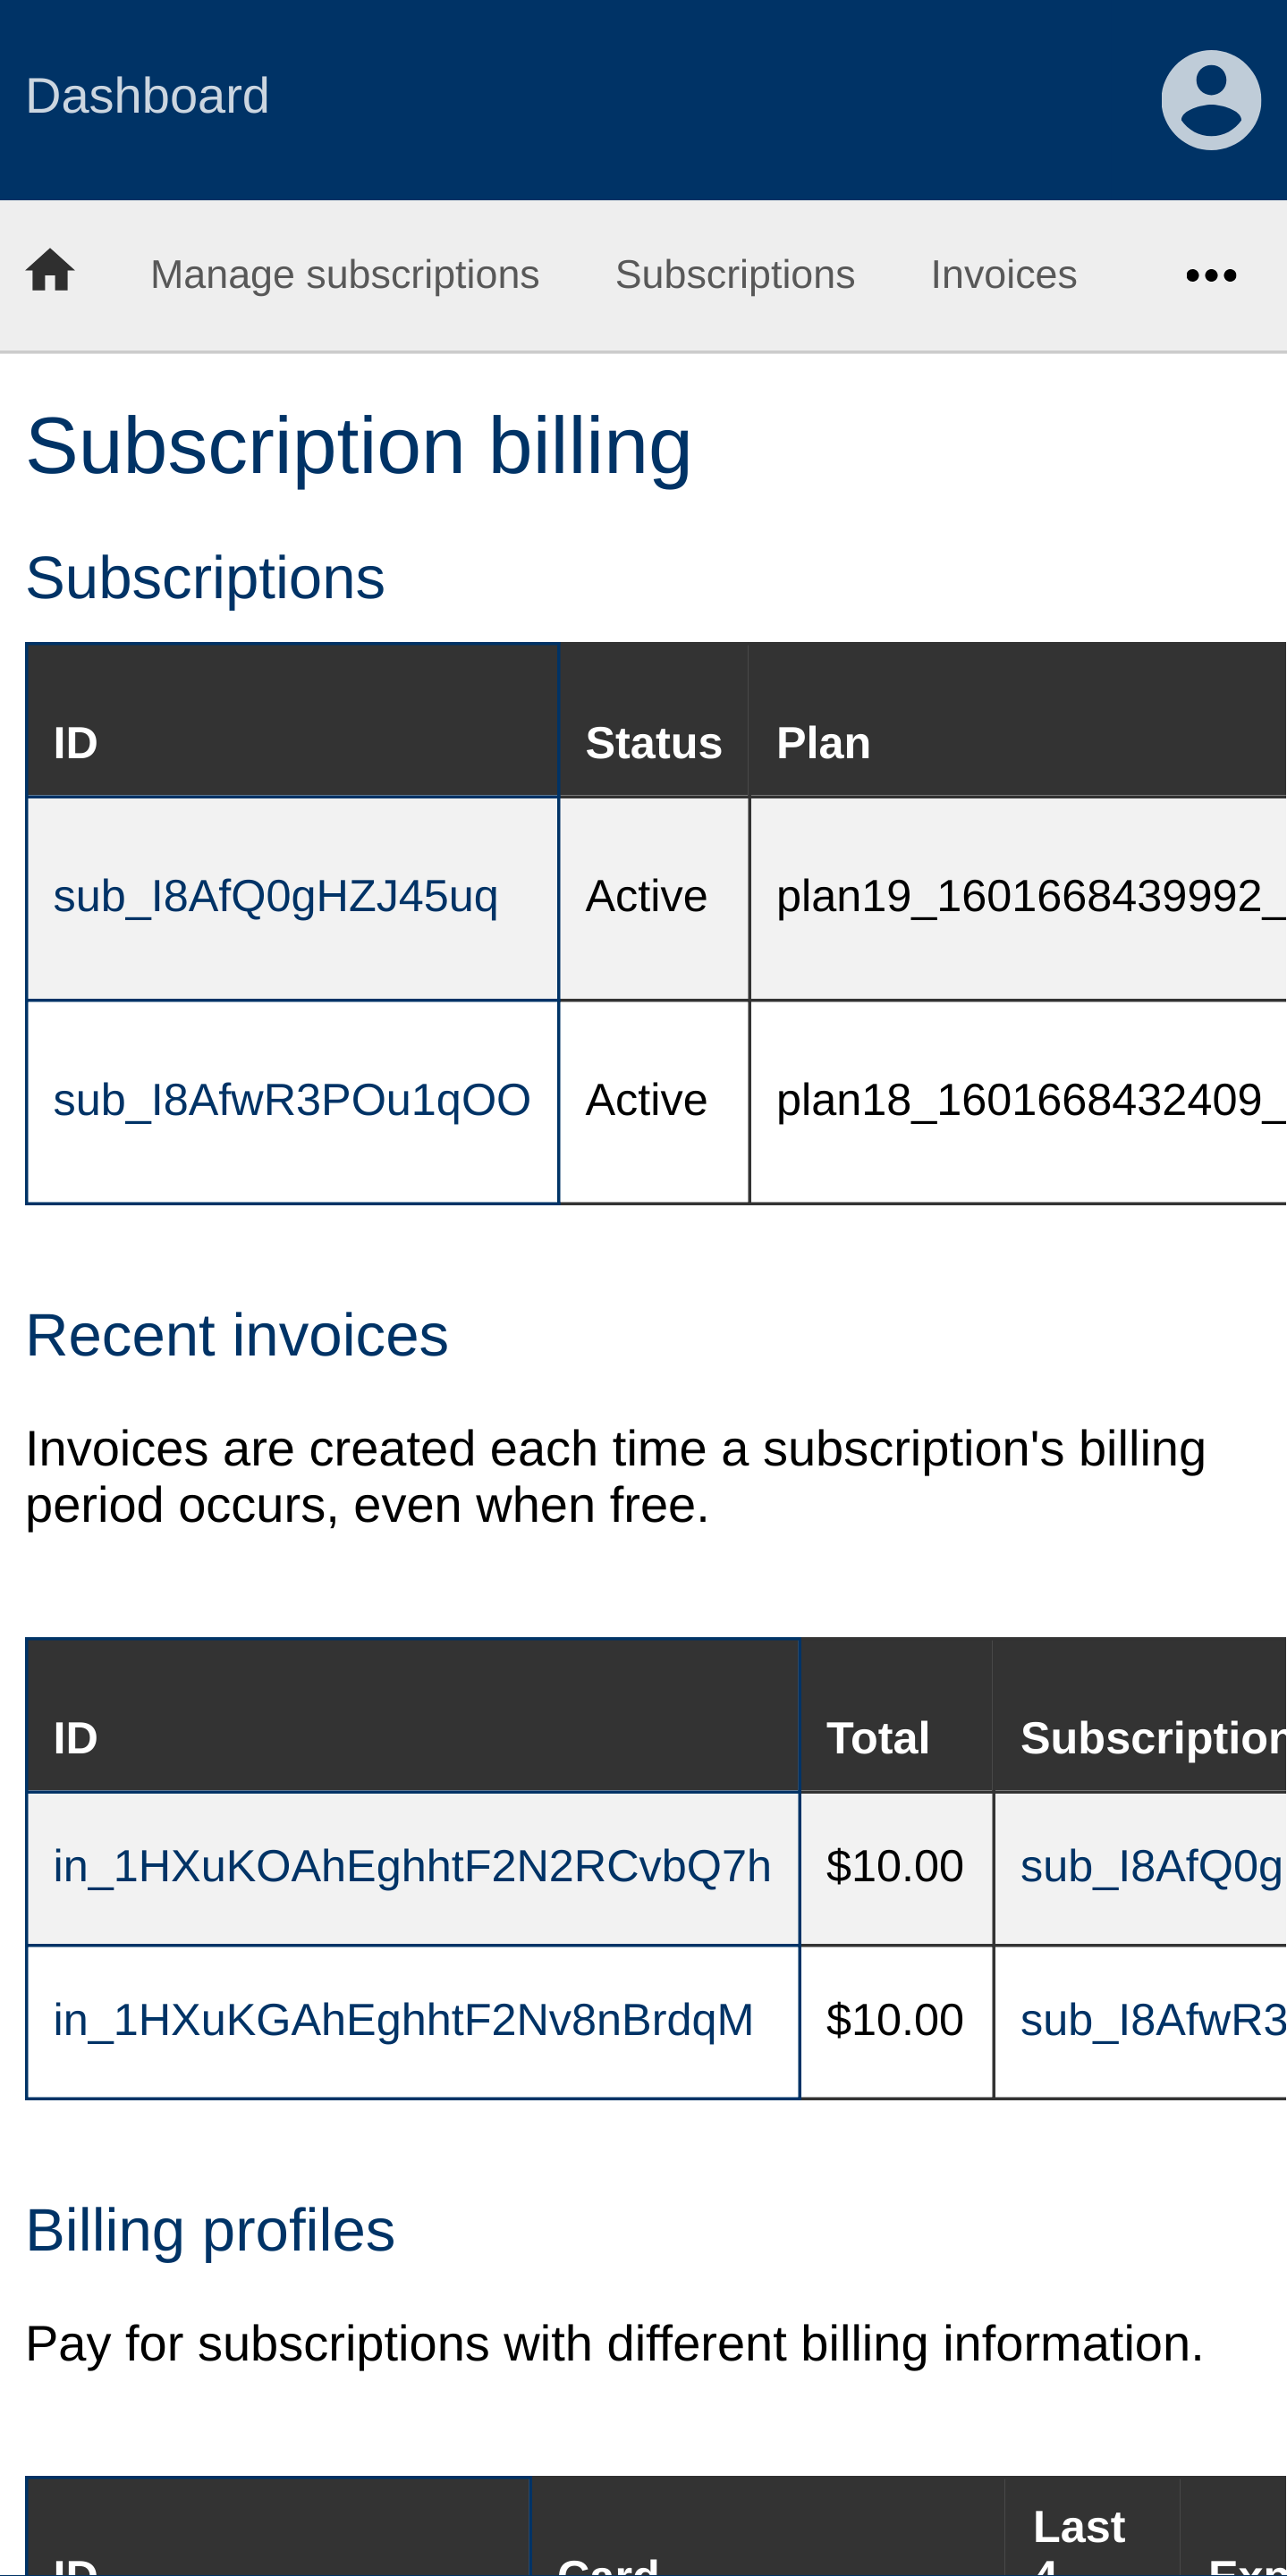 Dashboard
Manage subscriptions Subscriptions Invoices
Subscription billing
Subscriptions
ID Status Plan
sub_I8AfQ0gHZJ45uq Active plan19_1601668439992_
sub_I8AfwR3POu1qOO Active plan18_1601668432409_
Recent invoices
Invoices are created each time a subscription's billing
period occurs, even when free.
ID Total Subscription
in_1HXuKOAhEghhtF2N2RCvbQ7h $10.00 sub_I8AfQ0g
in_1HXuKGAhEghhtF2Nv8nBrdqM $10.00 sub_I8AfwR3
Billing profiles
Pay for subscriptions with different billing information.
Last
ID Card 4 Exp